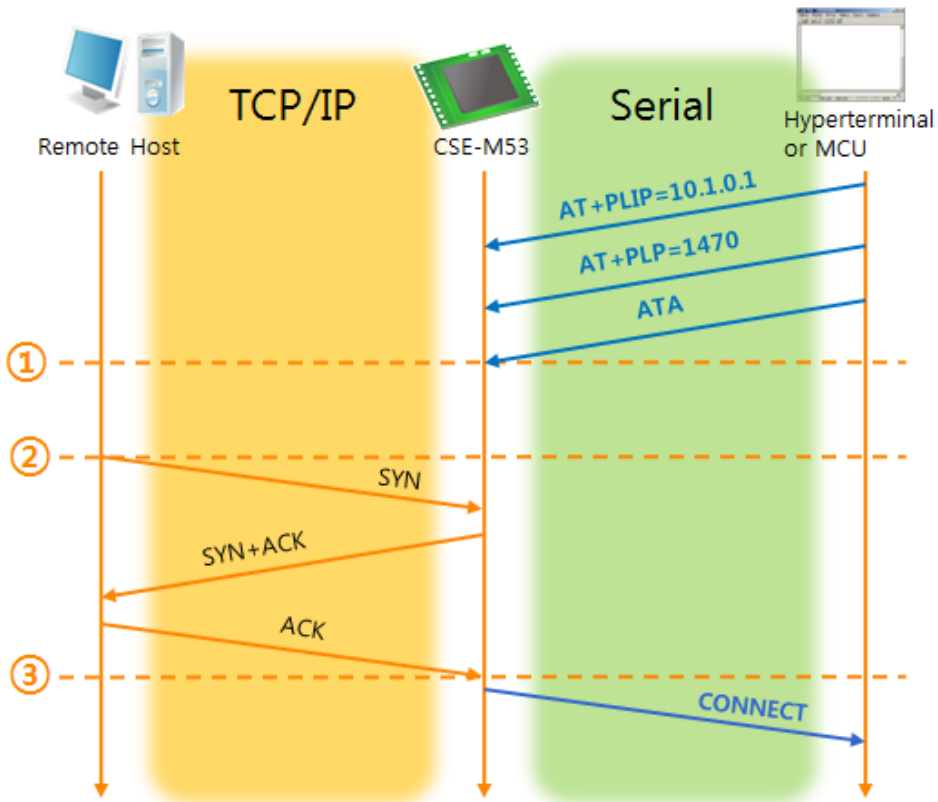 TCP/IP
Serial
Remote Host
CSE-M53
Hyperterminal
or MCU
AT+PLIP=10.1.0.1
AT+PLP=1470
ATA
①
②
SYN
SYN+ACK
ACK
③
CONNECT